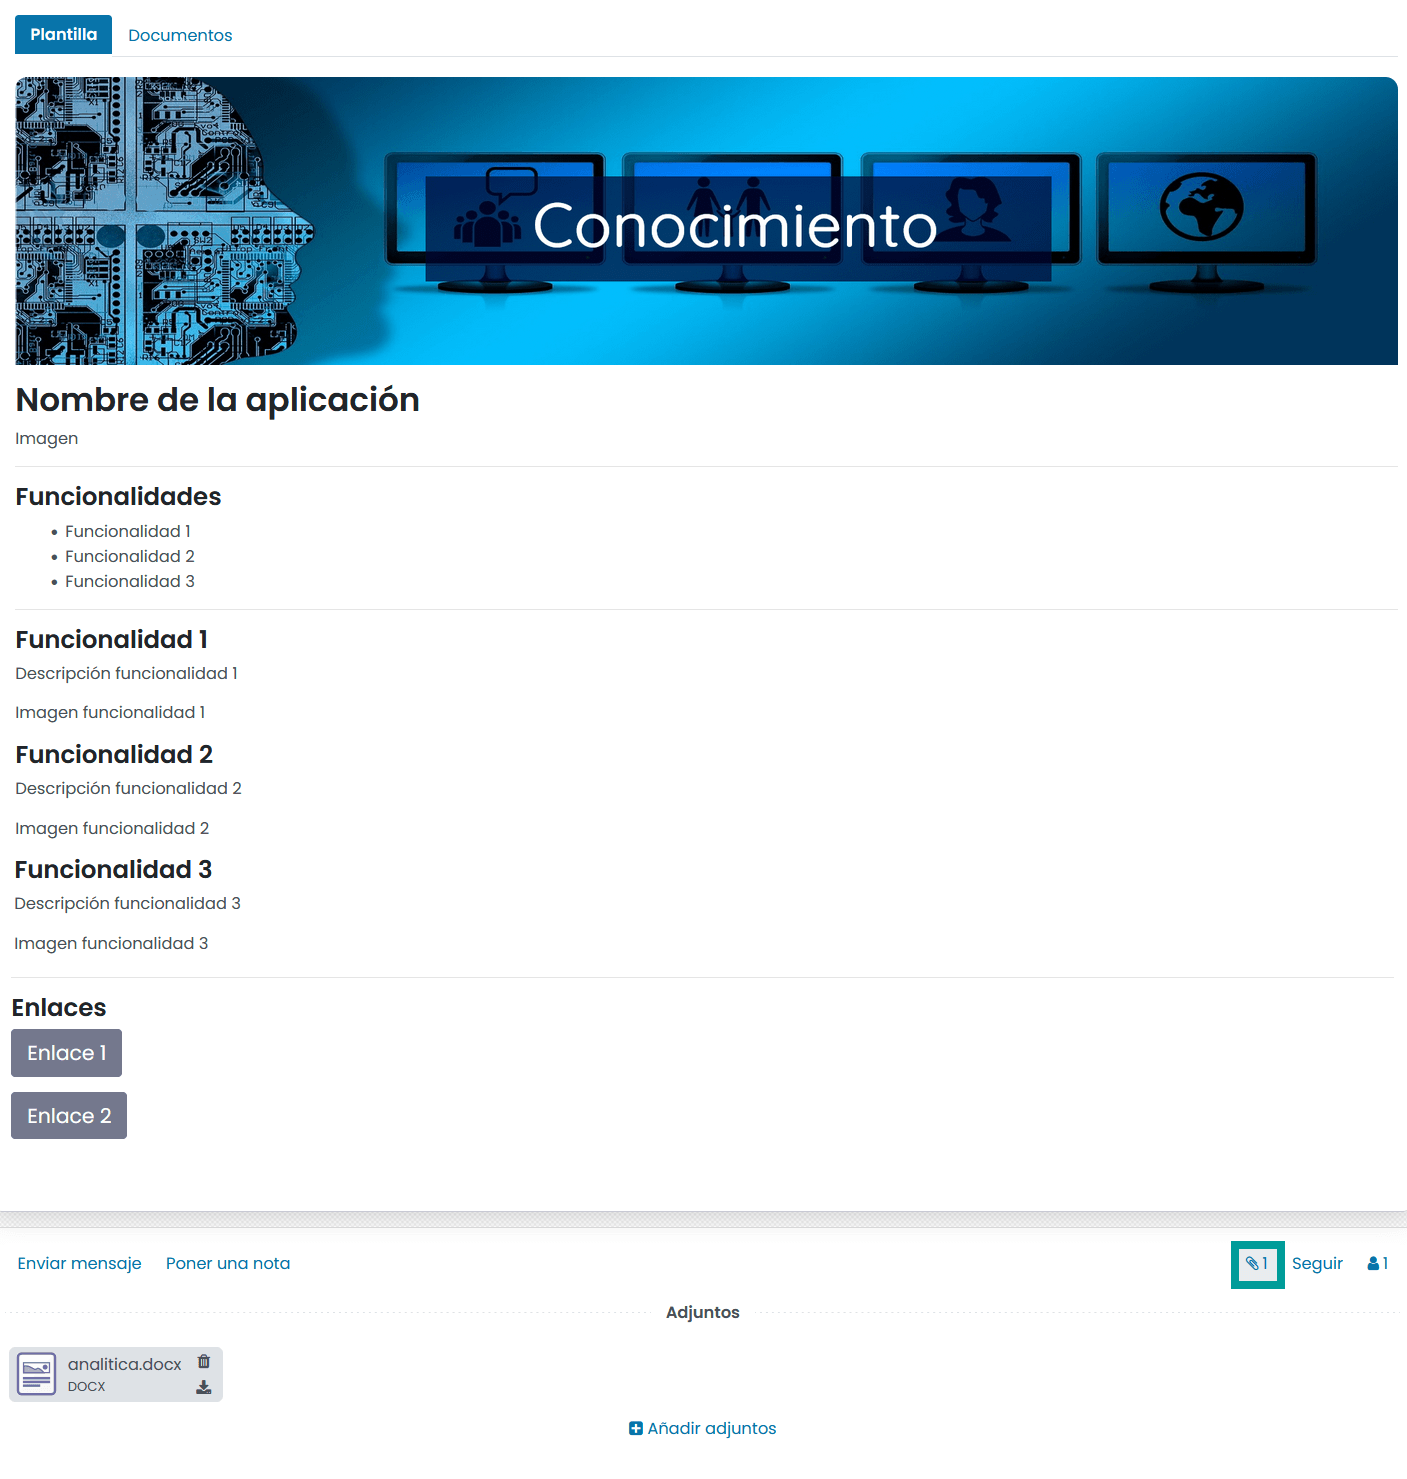 Plantilla Documentos
Conocimiento
Nombre de la aplicación
Imagen
Funcionalidades
• Funcionalidad 1
• Funcionalidad 2
• Funcionalidad 3
Funcionalidad 1
Descripción funcionalidad 1
Imagen funcionalidad 1
Funcionalidad 2
Descripción funcionalidad 2
Imagen funcionalidad 2
Funcionalidad 3
Descripción funcionalidad 3
Imagen funcionalidad 3
Enlaces
Enlace 1
Enlace 2
Enviar mensaje Poner una nota 1 Seguir 1
Adjuntos
analitica.docx
DOCX
Añadir adjuntos